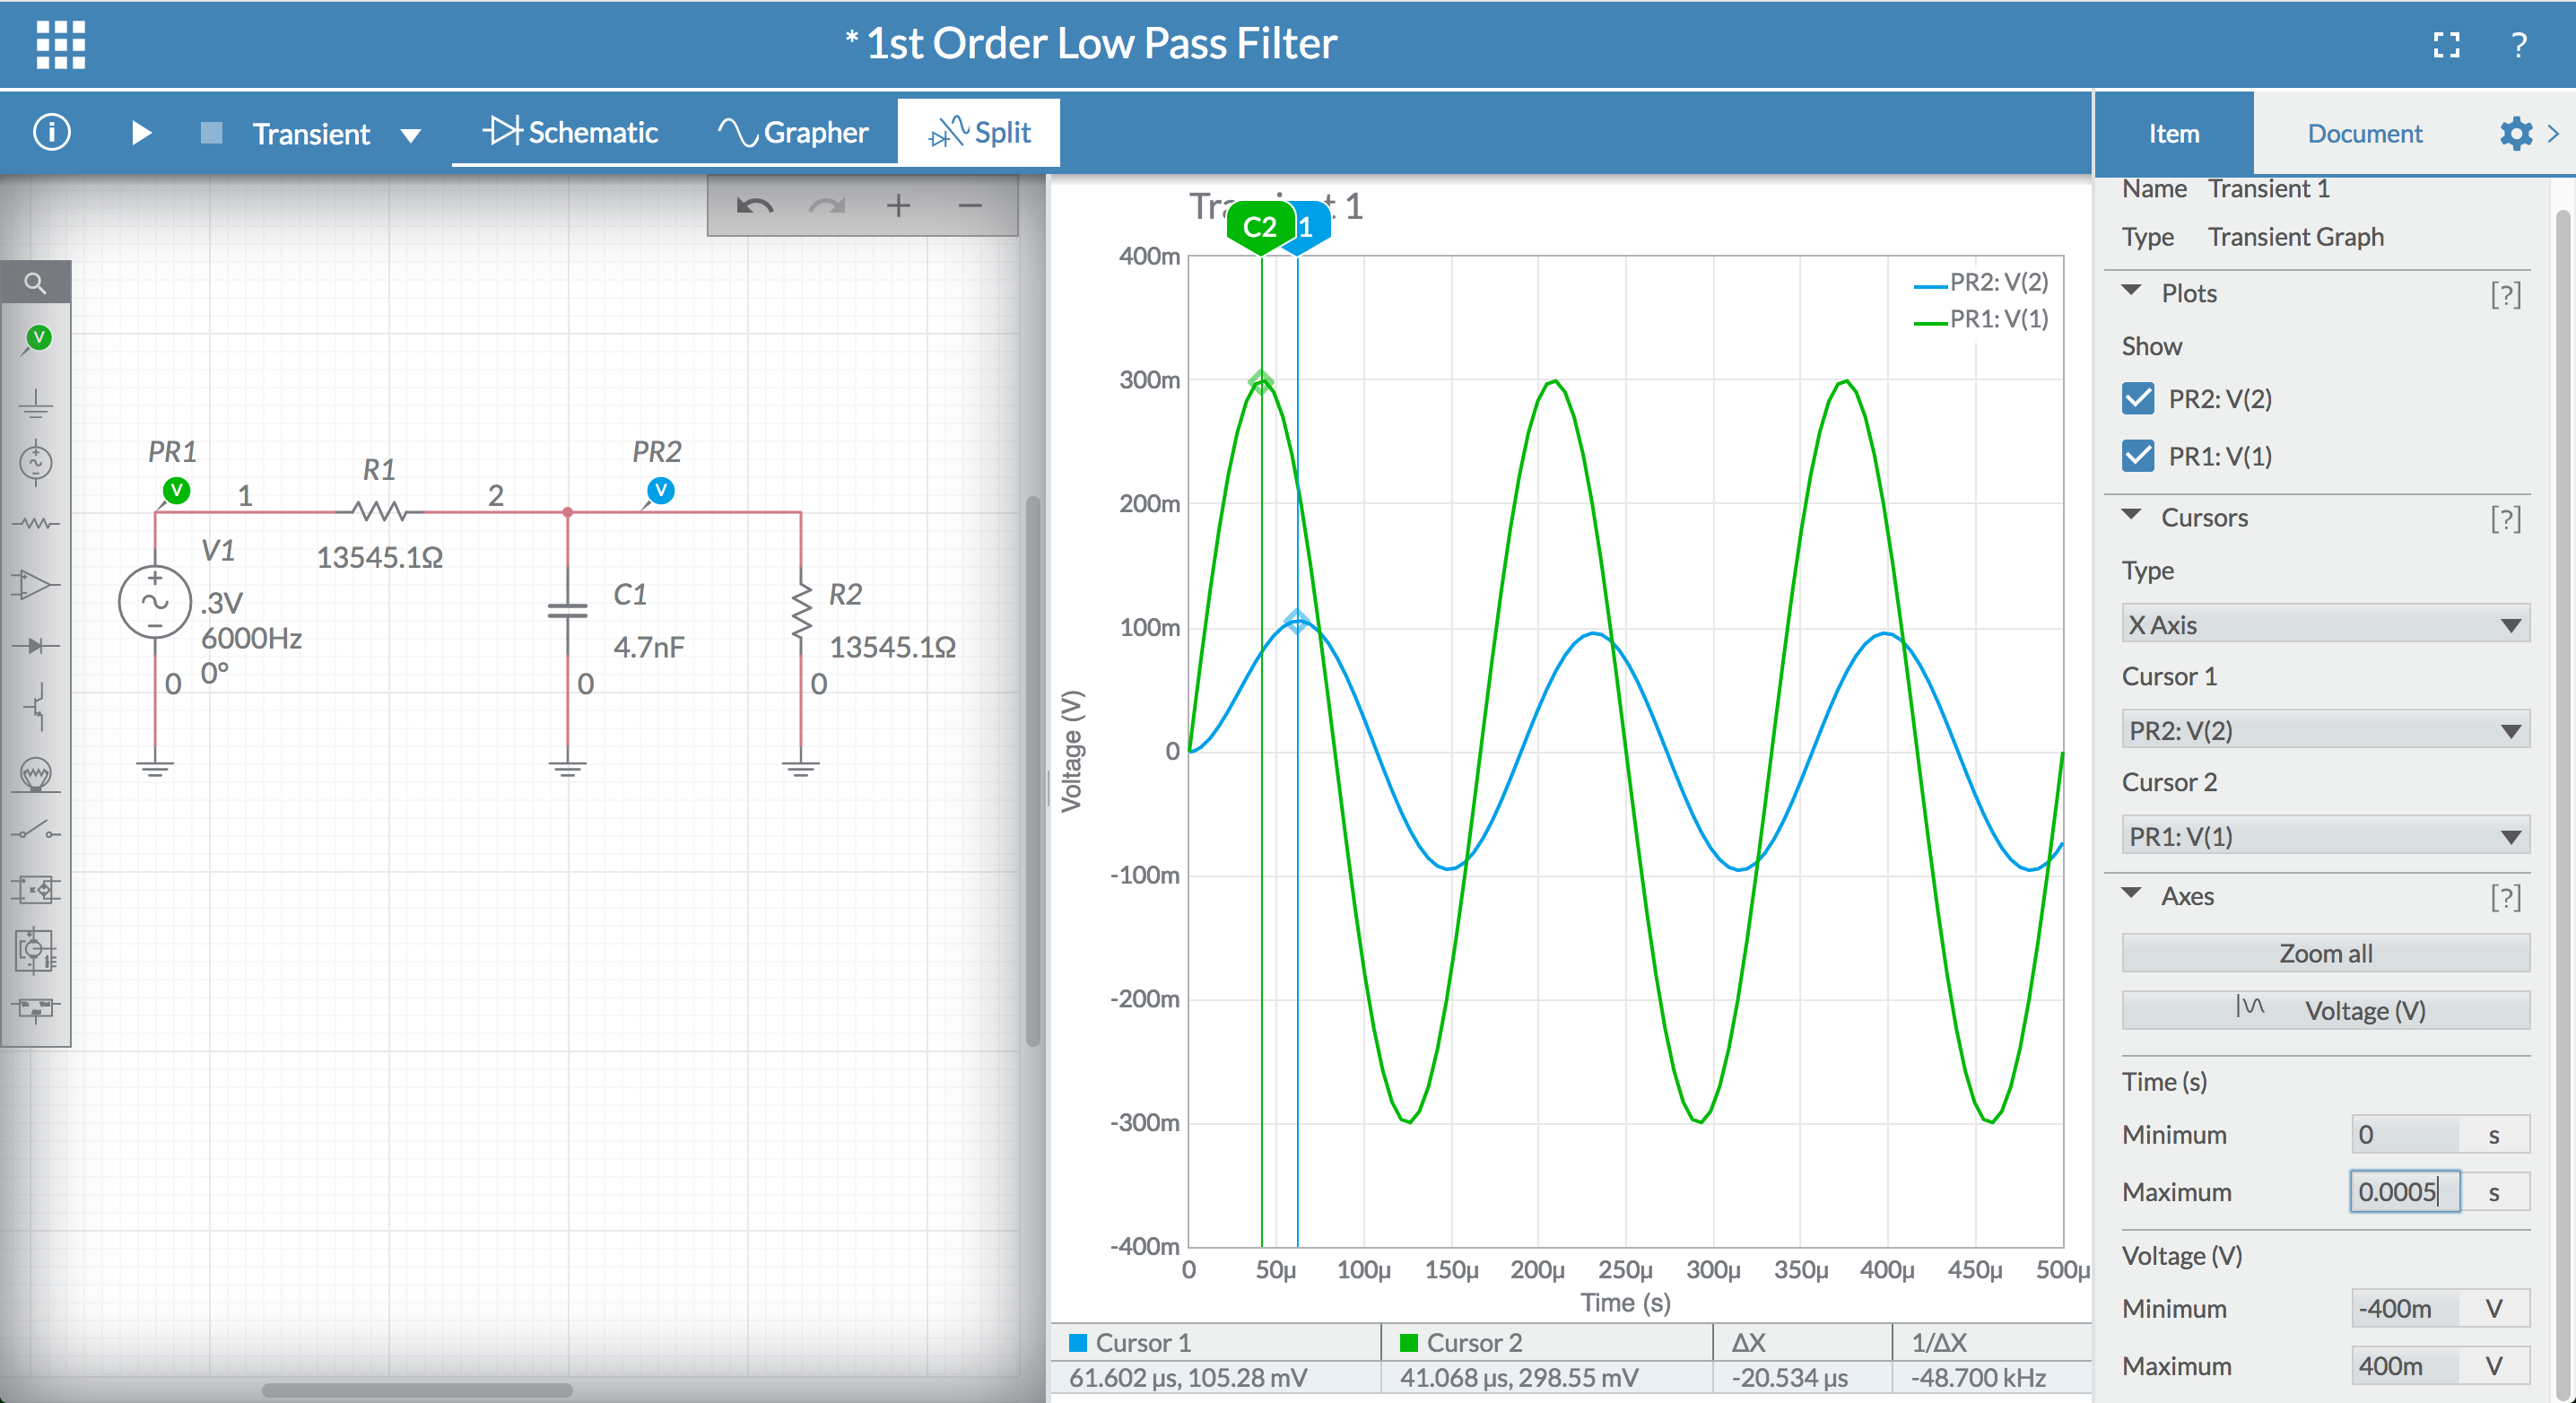 * 1st Order Low Pass Filter
?
i
Transient
Schematic
Grapher
Split
Item
Document
V
PR1
V
1
R1
13545.1Ω
2
PR2
V
V1
.3V
6000Hz
0°
0
C1
4.7nF
0
R2
13545.1Ω
0
C2
1
400m
300m
200m
100m
0
-100m
-200m
-300m
-400m
Voltage (V)
PR2: V(2)
PR1: V(1)
0
50µ
100µ
150µ
200µ
250µ
300µ
350µ
400µ
450µ
500µ
Time (s)
Cursor 1
Cursor 2
ΔX
1/ΔX
61.602 µs, 105.28 mV
41.068 µs, 298.55 mV
-20.534 µs
-48.700 kHz
Name Transient 1
Type Transient Graph
Plots [?]
Show
PR2: V(2)
PR1: V(1)
Cursors [?]
Type
X Axis
Cursor 1
PR2: V(2)
Cursor 2
PR1: V(1)
Axes [?]
Zoom all
Voltage (V)
Time (s)
Minimum 0 s
Maximum 0.0005 s
Voltage (V)
Minimum -400m V
Maximum 400m V